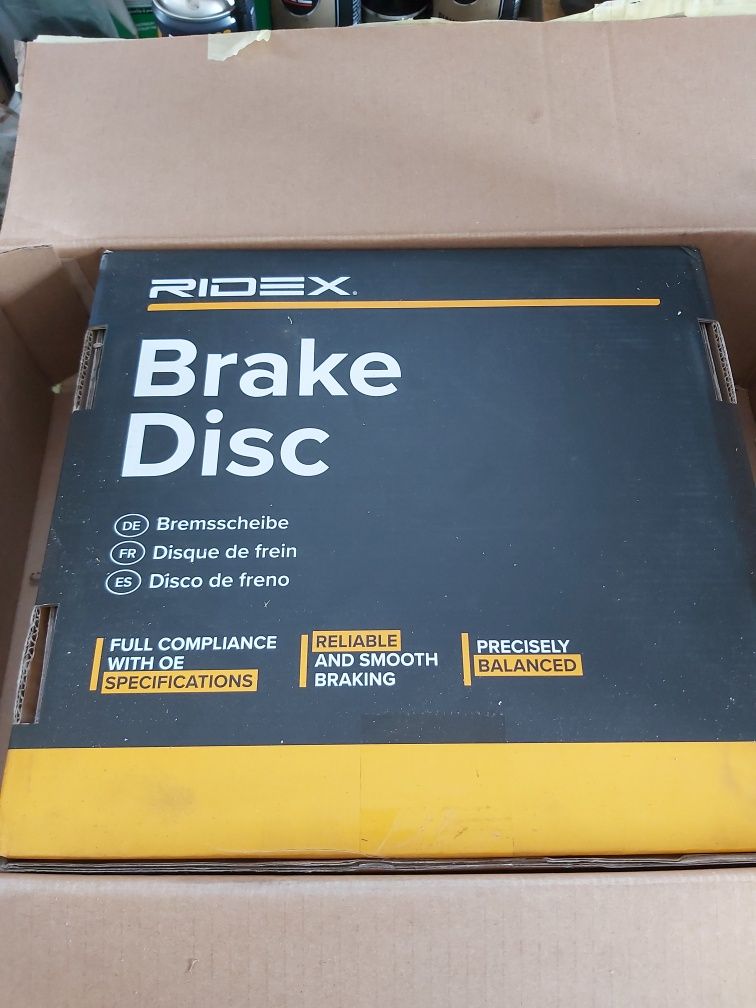 RIDEX
Brake
Disc
DE Bremsscheibe
FR Disque de frein
ES Disco de freno
FULL COMPLIANCE
WITH OE
SPECIFICATIONS
RELIABLE
AND SMOOTH
BRAKING
PRECISELY
BALANCED